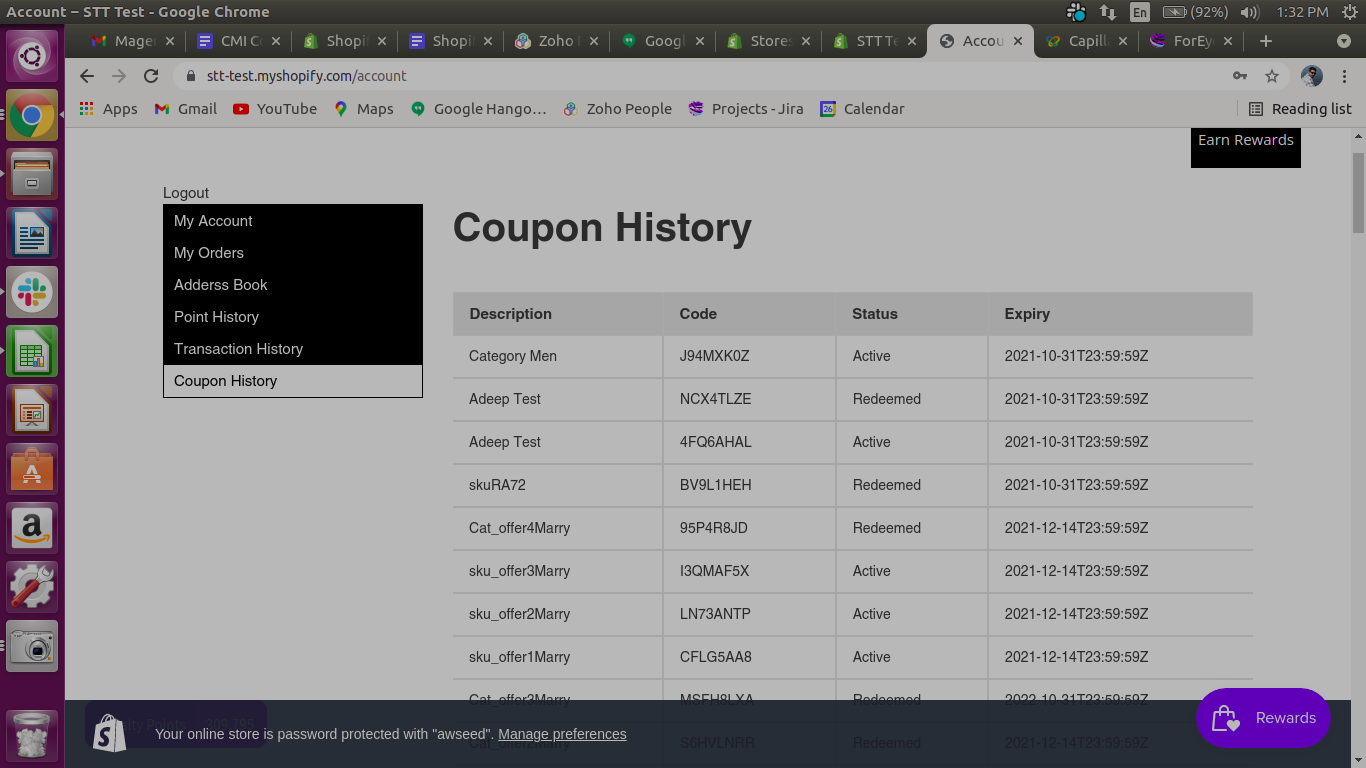 Account – STT Test - Google Chrome
En (92%) 1:32 PM
Mager CMI C Shopi Shopi Zoho Googl Stores STT Te Accou Capill ForEy
stt-test.myshopify.com/account
Apps Gmail YouTube Maps Google Hango... Zoho People Projects - Jira 26 Calendar Reading list
Earn Rewards
Logout
My Account
My Orders
Adderss Book
Point History
Transaction History
Coupon History
Coupon History
Description Code Status Expiry
Category Men J94MXK0Z Active 2021-10-31T23:59:59Z
Adeep Test NCX4TLZE Redeemed 2021-10-31T23:59:59Z
Adeep Test 4FQ6AHAL Active 2021-10-31T23:59:59Z
skuRA72 BV9L1HEH Redeemed 2021-10-31T23:59:59Z
Cat_offer4Marry 95P4R8JD Redeemed 2021-12-14T23:59:59Z
sku_offer3Marry I3QMAF5X Active 2021-12-14T23:59:59Z
sku_offer2Marry LN73ANTP Active 2021-12-14T23:59:59Z
sku_offer1Marry CFLG5AA8 Active 2021-12-14T23:59:59Z
Cat_offer3Marry MSFH8LXA Redeemed 2022-10-31T23:59:59Z
Cat_offer2Marry S6HVLNRR Redeemed 2021-12-14T23:59:59Z
Points 309.795
Your online store is password protected with "awseed". Manage preferences
Rewards